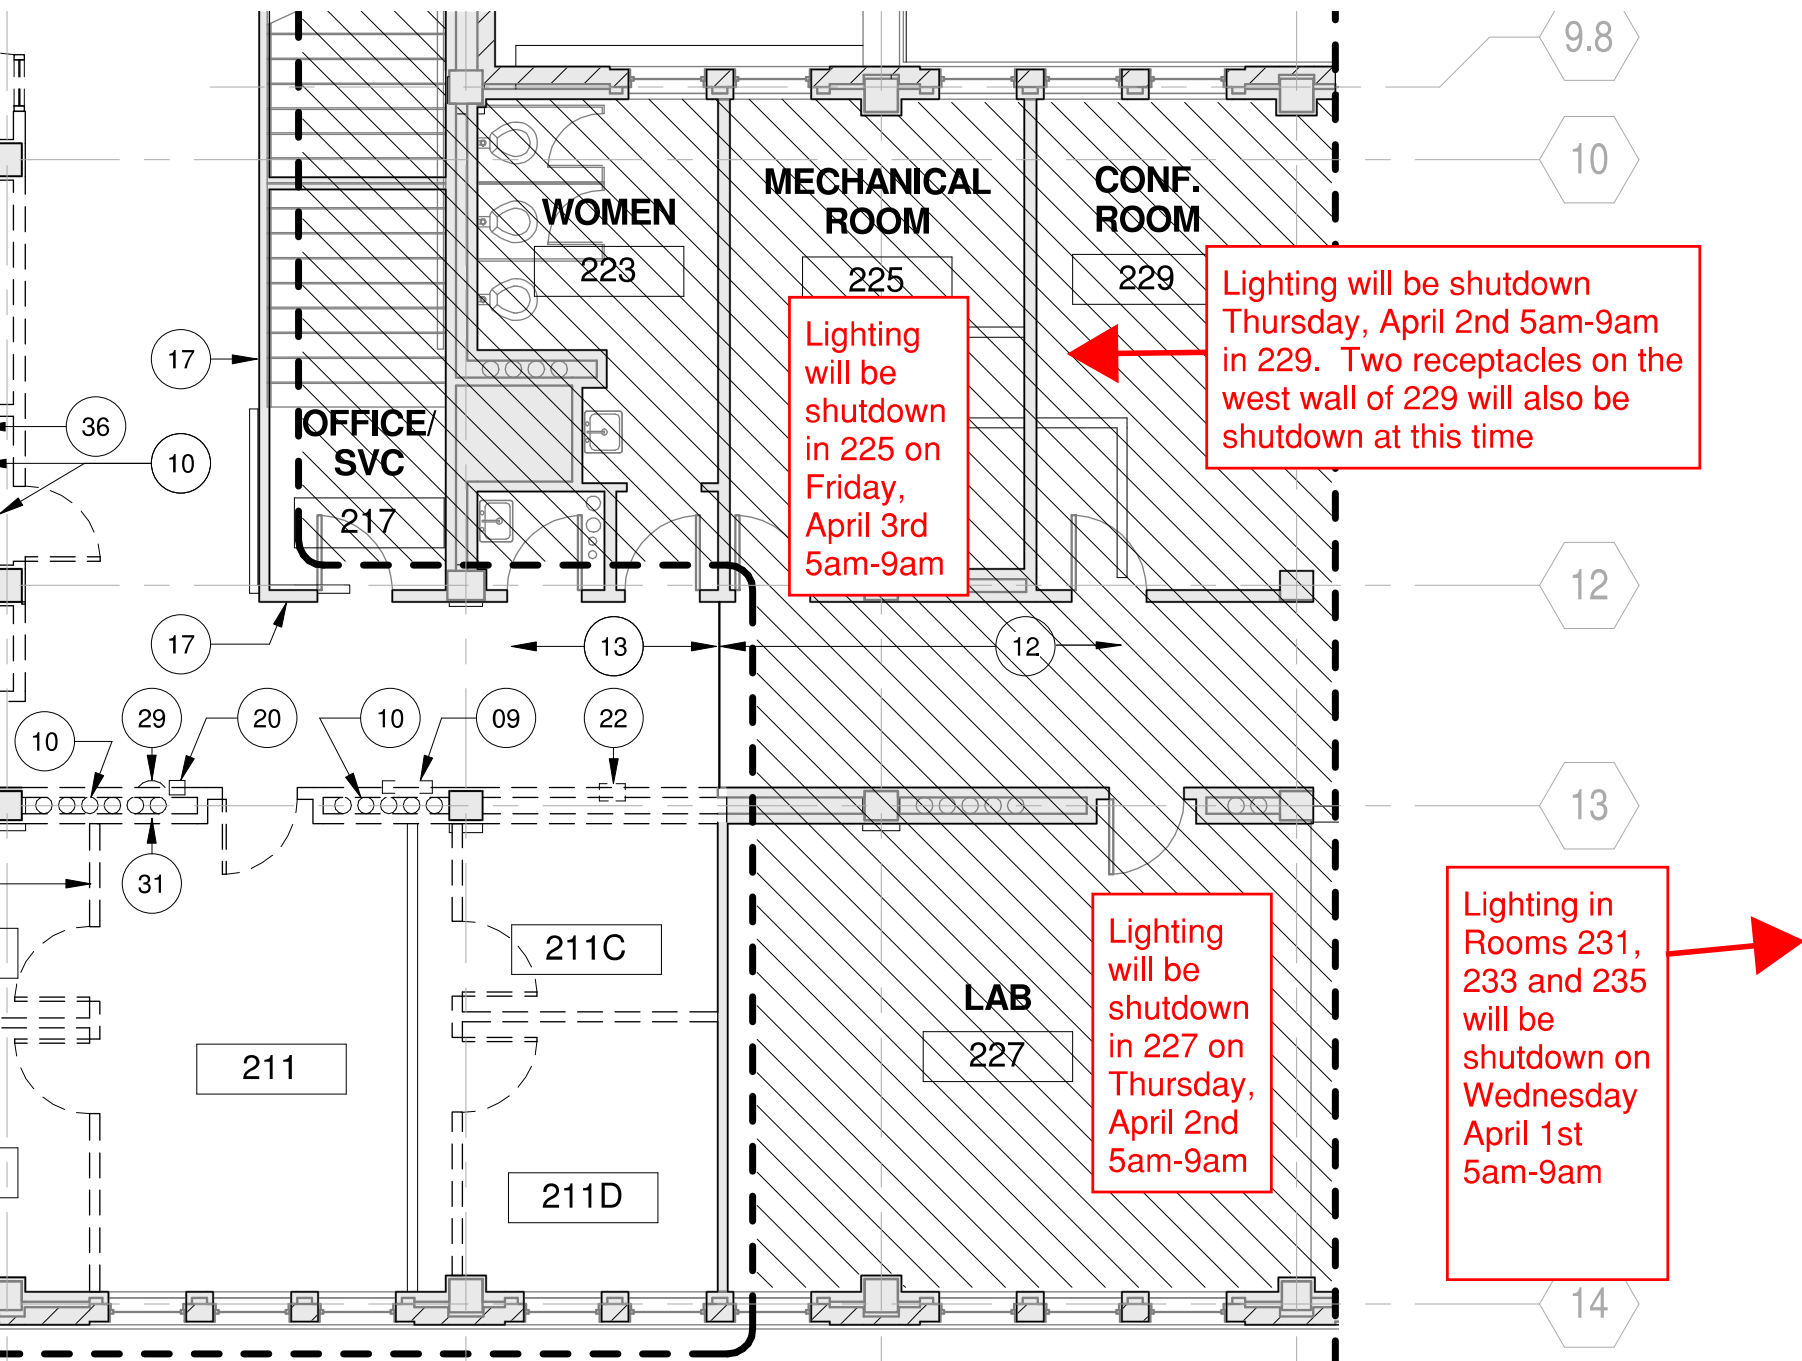 9.8
10
MECHANICAL
ROOM
225
CONF.
ROOM
229
WOMEN
223
Lighting will be shutdown
Thursday, April 2nd 5am-9am
in 229.  Two receptacles on the
west wall of 229 will also be
shutdown at this time
Lighting
will be
shutdown
in 225 on
Friday,
April 3rd
5am-9am
17
36
10
OFFICE/
SVC
217
12
17
13
12
10
29
20
10
09
22
13
31
211C
211
211D
LAB
227
Lighting
will be
shutdown
in 227 on
Thursday,
April 2nd
5am-9am
Lighting in
Rooms 231,
233 and 235
will be
shutdown on
Wednesday
April 1st
5am-9am
14